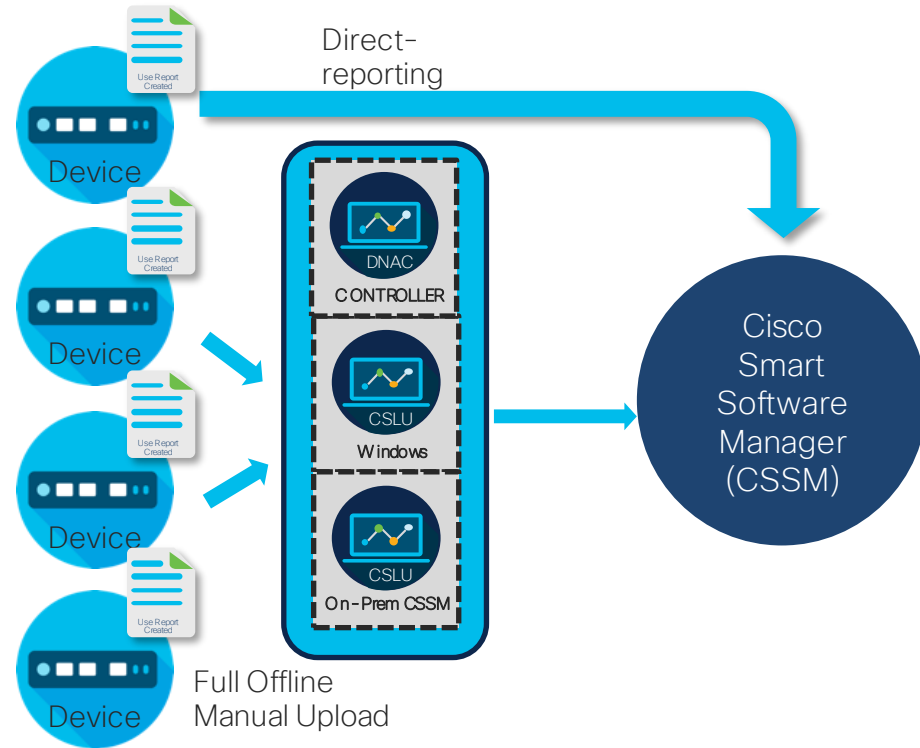 Use Report
Created
Device
Direct-
reporting
Use Report
Created
Device
Use Report
Created
Device
Use Report
Created
Device
Full Offline
Manual Upload
DNAC
CONTROLLER
CSLU
Windows
CSLU
On-Prem CSSM
Cisco
Smart
Software
Manager
(CSSM)